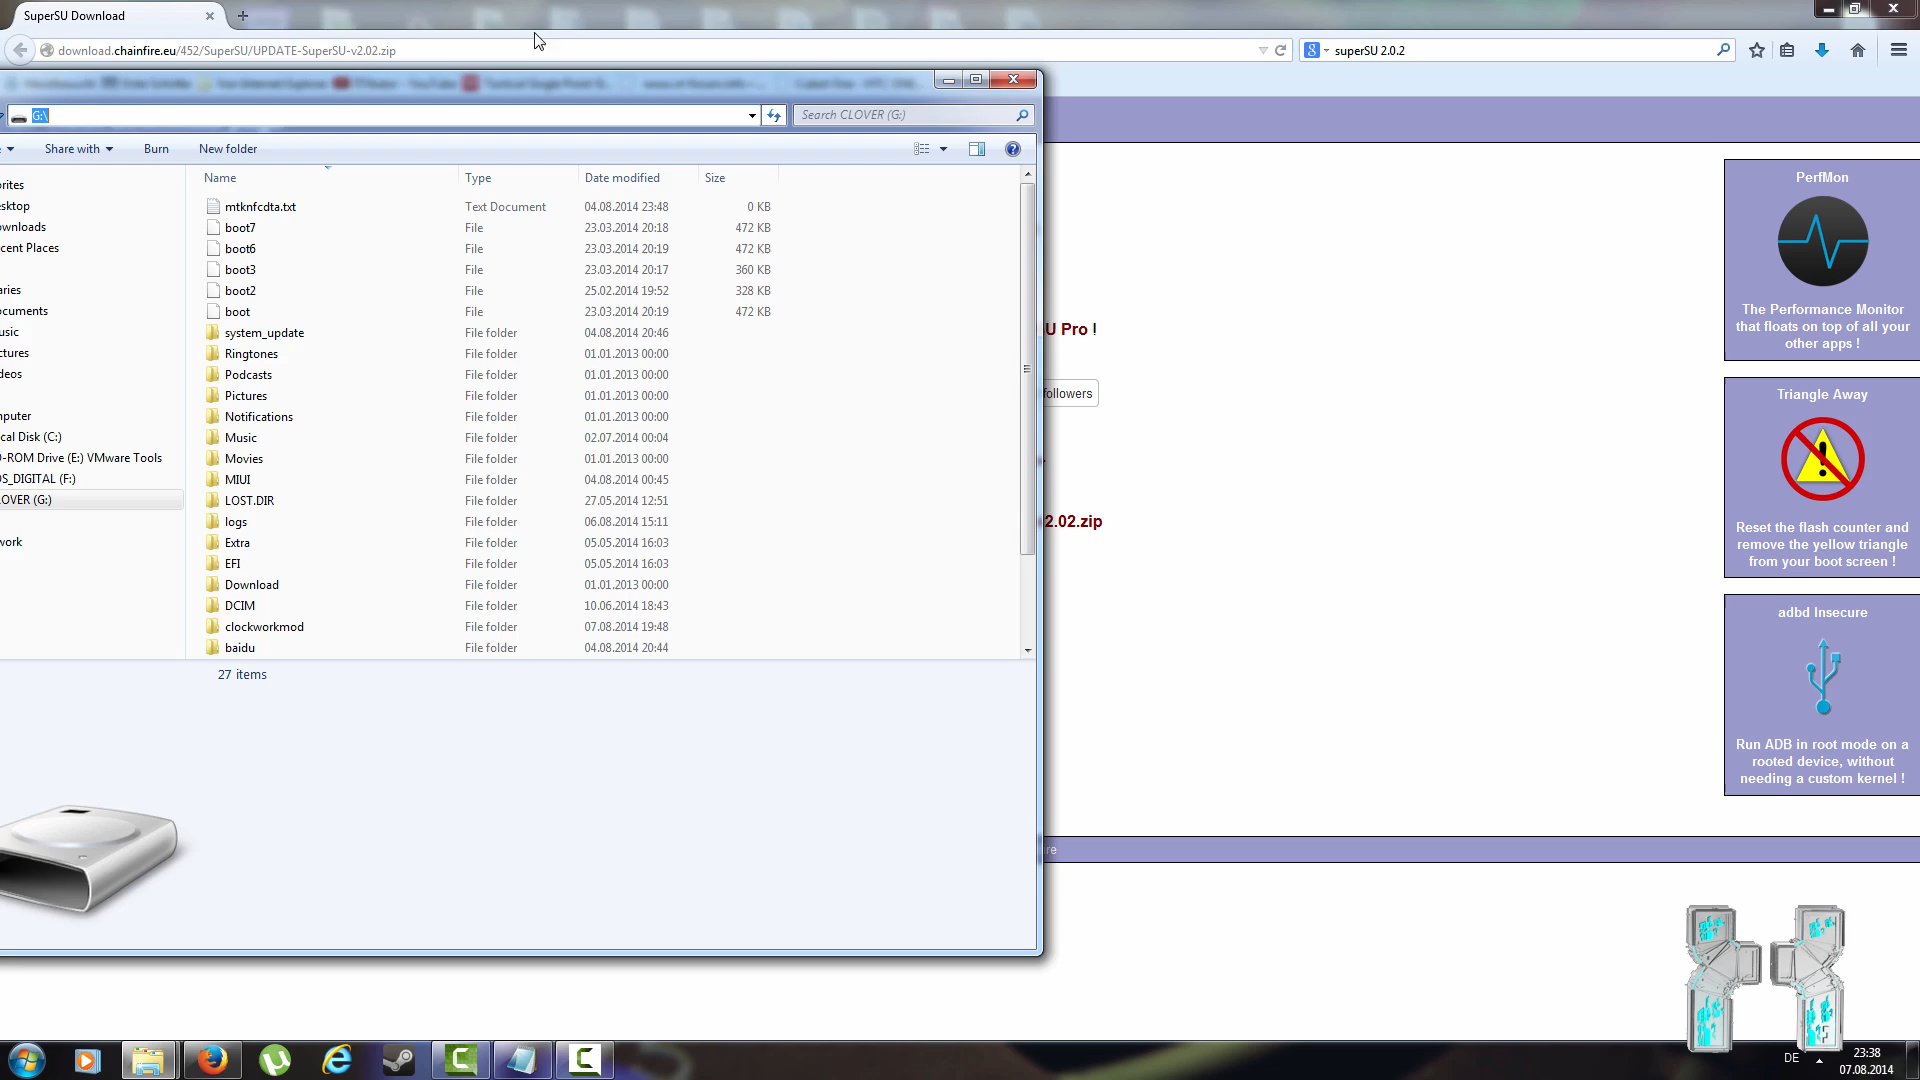 SuperSU Download
download.chainfire.eu/452/SuperSU/UPDATE-SuperSU-v2.02.zip
superSU 2.0.2
G:\
Search CLOVER (G:)
Share with
Burn
New folder
Name
Type
Date modified
Size
mtknfcdta.txt Text Document 04.08.2014 23:48 0 KB
boot7 File 23.03.2014 20:18 472 KB
boot6 File 23.03.2014 20:19 472 KB
boot3 File 23.03.2014 20:17 360 KB
boot2 File 25.02.2014 19:52 328 KB
boot File 23.03.2014 20:19 472 KB
system_update File folder 04.08.2014 20:46
Ringtones File folder 01.01.2013 00:00
Podcasts File folder 01.01.2013 00:00
Pictures File folder 01.01.2013 00:00
Notifications File folder 01.01.2013 00:00
Music File folder 02.07.2014 00:04
Movies File folder 01.01.2013 00:00
MIUI File folder 04.08.2014 00:45
LOST.DIR File folder 27.05.2014 12:51
logs File folder 06.08.2014 15:11
Extra File folder 05.05.2014 16:03
EFI File folder 05.05.2014 16:03
Download File folder 01.01.2013 00:00
DCIM File folder 10.06.2014 18:43
clockworkmod File folder 07.08.2014 19:48
baidu File folder 04.08.2014 20:44
27 items
orites
esktop
ownloads
cent Places
aries
ocuments
usic
ctures
deos
mputer
cal Disk (C:)
D-ROM Drive (E:) VMware Tools
OS_DIGITAL (F:)
LOVER (G:)
work
U Pro !
followers
2.02.zip
re
PerfMon
The Performance Monitor
that floats on top of all your
other apps !
Triangle Away
Reset the flash counter and
remove the yellow triangle
from your boot screen !
adbd Insecure
Run ADB in root mode on a
rooted device, without
needing a custom kernel !
DE
23:38
07.08.2014